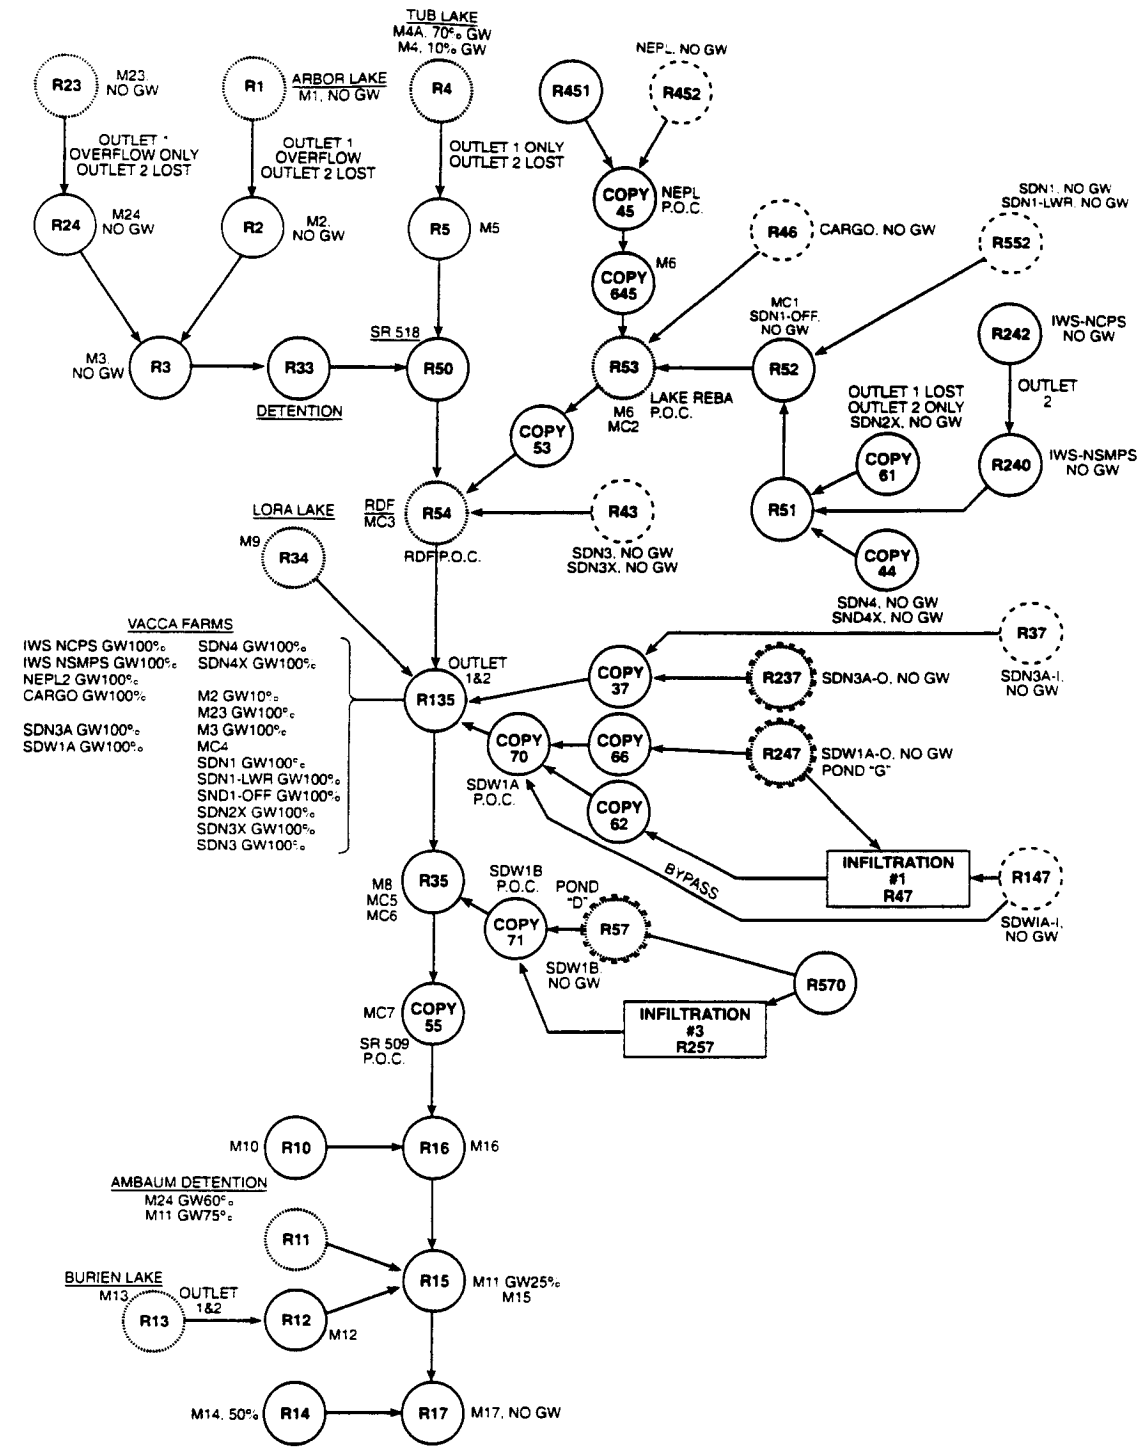 TUB LAKE
M4A, 70% GW
M4, 10% GW
R23
M23,
NO GW
R1
ARBOR LAKE
M1, NO GW
R4
R451
NEPL, NO GW
R452
OUTLET 1
OVERFLOW ONLY
OUTLET 2 LOST
OUTLET 1
OVERFLOW
OUTLET 2 LOST
OUTLET 1 ONLY
OUTLET 2 LOST
COPY
45
NEPL
P.O.C.
R24
M24
NO GW
R2
M2,
NO GW
R5
M5
R46
CARGO, NO GW
SDN1, NO GW
SDN1-LWR, NO GW
R552
COPY
645
M6
MC1
SDN1-OFF,
NO GW
R242
IWS-NCPS
NO GW
M3,
NO GW
R3
R33
DETENTION
SR 518
R50
R53
LAKE REBA
P.O.C.
M6
MC2
R52
OUTLET
2
OUTLET 1 LOST
OUTLET 2 ONLY
SDN2X, NO GW
COPY
53
COPY
61
R240
IWS-NSMPS
NO GW
RDF
MC3
R54
RDF P.O.C.
R43
SDN3, NO GW
SDN3X, NO GW
R51
COPY
44
SDN4, NO GW
SND4X, NO GW
LORA LAKE
M9
R34
VACCA FARMS
IWS NCPS GW100%
IWS NSMPS GW100%
NEPL2 GW100%
CARGO GW100%
SDN3A GW100%
SDW1A GW100%
SDN4 GW100%
SDN4X GW100%
M2 GW10%
M23 GW100%
M3 GW100%
MC4
SDN1 GW100%
SDN1-LWR GW100%
SND1-OFF GW100%
SDN2X GW100%
SDN3X GW100%
SDN3 GW100%
R135
OUTLET
1&2
COPY
37
R37
SDN3A-I,
NO GW
R237
SDN3A-O, NO GW
COPY
70
SDW1A
P.O.C.
COPY
66
R247
SDW1A-O, NO GW
POND "G"
COPY
62
BYPASS
INFILTRATION
#1
R47
R147
SDWIA-I,
NO GW
M8
MC5
MC6
R35
SDW1B
P.O.C.
COPY
71
POND
"D"
R57
SDW1B,
NO GW
R570
INFILTRATION
#3
R257
MC7
COPY
55
SR 509
P.O.C.
M10
R10
R16
M16
AMBAUM DETENTION
M24 GW60%
M11 GW75%
R11
R15
M11 GW25%
M15
BURIEN LAKE
M13
R13
OUTLET
1&2
R12
M12
M14, 50%
R14
R17
M17, NO GW